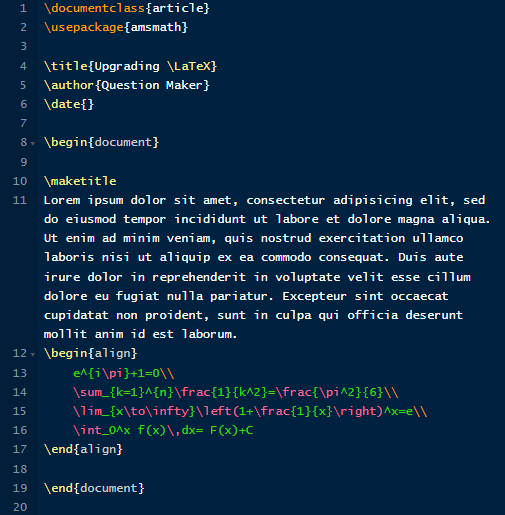 1 \documentclass{article}
2 \usepackage{amsmath}
3
4 \title{Upgrading \LaTeX}
5 \author{Question Maker}
6 \date{}
7
8 \begin{document}
9
10 \maketitle
11 Lorem ipsum dolor sit amet, consectetur adipisicing elit, sed
do eiusmod tempor incididunt ut labore et dolore magna aliqua.
Ut enim ad minim veniam, quis nostrud exercitation ullamco
laboris nisi ut aliquip ex ea commodo consequat. Duis aute
irure dolor in reprehenderit in voluptate velit esse cillum
dolore eu fugiat nulla pariatur. Excepteur sint occaecat
cupidatat non proident, sunt in culpa qui officia deserunt
mollit anim id est laborum.
12 \begin{align}
13 e^{i\pi}+1=0\\
14 \sum_{k=1}^{n}\frac{1}{k^2}=\frac{\pi^2}{6}\\
15 \lim_{x\to\infty}\left(1+\frac{1}{x}\right)^x=e\\
16 \int_0^x f(x)\,dx= F(x)+C
17 \end{align}
18
19 \end{document}
20